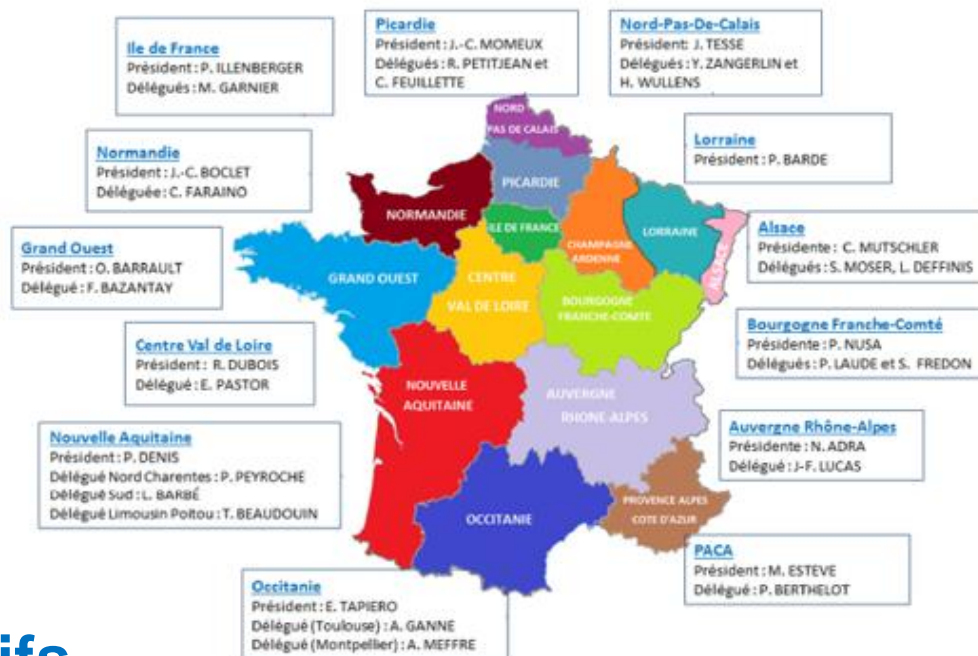 Ile de France
Président : P. ILLENBERGER
Délégués : M. GARNIER
Picardie
Président : J.-C. MOMEUX
Délégués : R. PETITJEAN et
C. FEUILLETTE
Nord-Pas-De-Calais
Président: J. TESSE
Délégués : Y. ZANGERLIN et
H. WULLENS
Normandie
Président : J.-C. BOCLET
Déléguée : C. FARAINO
Lorraine
Président : P. BARDE
Grand Ouest
Président : O. BARRAULT
Délégué : F. BAZANTAY
Alsace
Présidente : C. MUTSCHLER
Délégués : S. MOSER, L. DEFFINIS
Centre Val de Loire
Président : R. DUBOIS
Délégué : E. PASTOR
Bourgogne Franche-Comté
Présidente : P. NUSA
Délégués : P. LAUDE et S. FREDON
Nouvelle Aquitaine
Président : P. DENIS
Délégué Nord Charentes : P. PEYROCHE
Délégué Sud : L. BARBÉ
Délégué Limousin Poitou : T. BEAUDOUIN
Auvergne Rhône-Alpes
Présidente : N. ADRA
Délégué : J-F. LUCAS
PACA
Président : M. ESTEVE
Délégué : P. BERTHELOT
Occitanie
Président : E. TAPIERO
Délégué (Toulouse) : A. GANNE
Délégué (Montpellier) : A. MEFFRE
NORD
PAS DE CALAIS
PICARDIE
NORMANDIE
ILE DE FRANCE
CHAMPAGNE
ARDENNE
LORRAINE
ALSACE
GRAND OUEST
CENTRE
VAL DE LOIRE
BOURGOGNE
FRANCHE-COMTÉ
NOUVELLE
AQUITAINE
AUVERGNE
RHONE-ALPES
OCCITANIE
PROVENCE ALPES
COTE D'AZUR